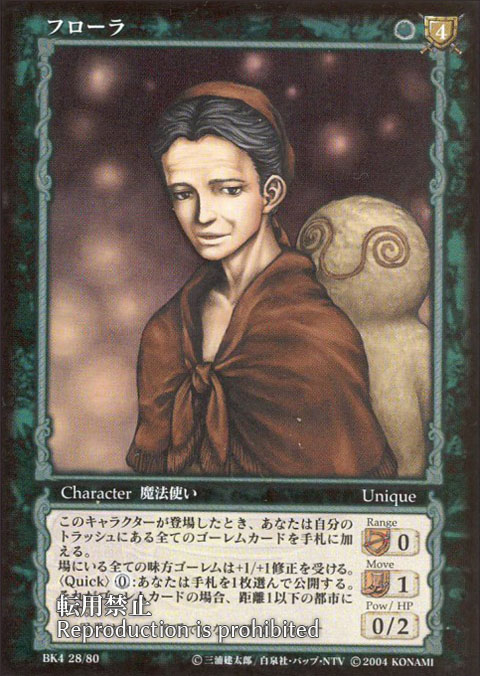 フローラ
4
Character 魔法使い
Unique
このキャラクターが登場したとき、あなたは自分の
トラッシュにある全てのゴーレムカードを手札に加
える。
場にいる全ての味方ゴーレムは+1/+1修正を受ける。
〈Quick〉⓪:あなたは手札を1枚選んで公開する。
ムカードの場合、距離1以下の都市に
転用禁止
Reproduction is prohibited
Range
0
Move
1
Pow/ HP
0/2
BK4 28/80
©三浦建太郎/白泉社・バップ・NTV ©2004 KONAMI